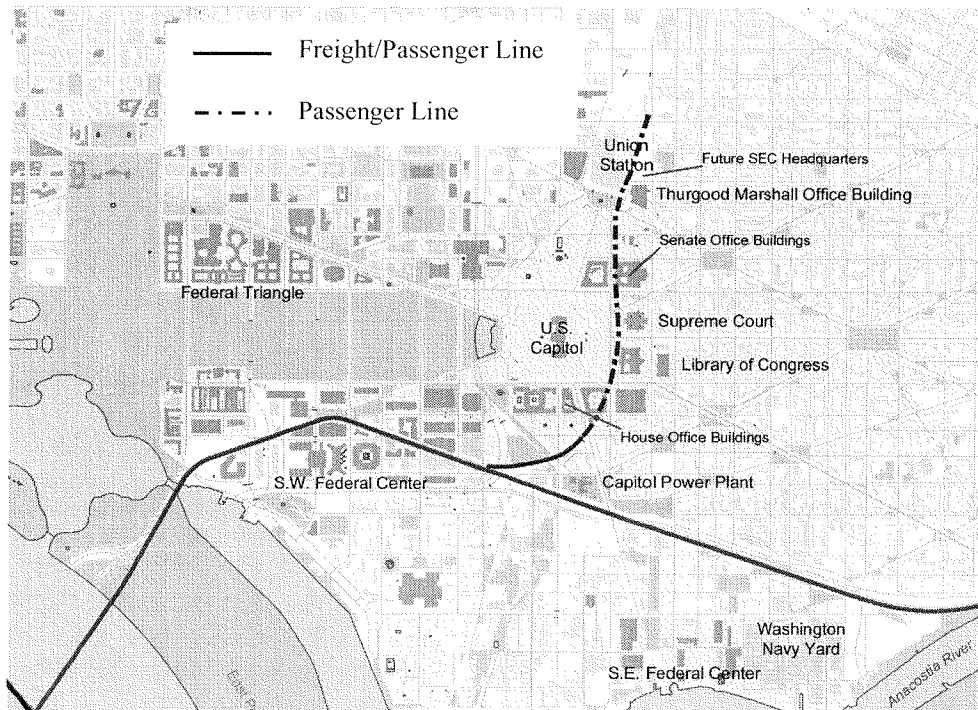 Freight/Passenger Line
Passenger Line
Union
Station
Future SEC Headquarters
Thurgood Marshall Office Building
Senate Office Buildings
Federal Triangle
U.S.
Capitol
Supreme Court
Library of Congress
House Office Buildings
S.W. Federal Center
Capitol Power Plant
Washington
Navy Yard
S.E. Federal Center
Anacostia River
East